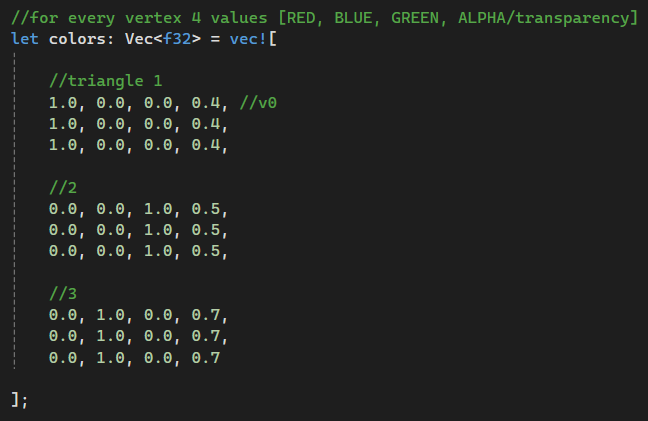 //for every vertex 4 values [RED, BLUE, GREEN, ALPHA/transparency]
let colors: Vec<f32> = vec![
//triangle 1
1.0, 0.0, 0.0, 0.4, //v0
1.0, 0.0, 0.0, 0.4,
1.0, 0.0, 0.0, 0.4,
//2
0.0, 0.0, 1.0, 0.5,
0.0, 0.0, 1.0, 0.5,
0.0, 0.0, 1.0, 0.5,
//3
0.0, 1.0, 0.0, 0.7,
0.0, 1.0, 0.0, 0.7,
0.0, 1.0, 0.0, 0.7
];